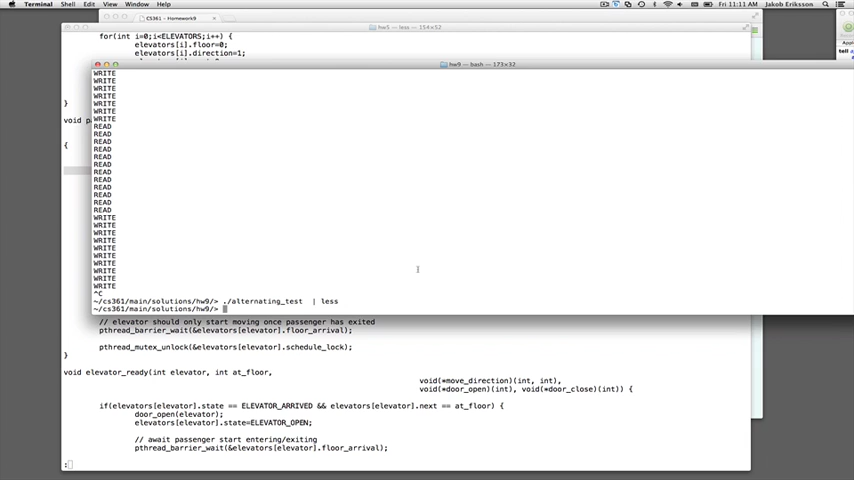 Terminal Shell Edit View Window Help
Fri 11:11 AM Jakob Eriksson
CS361 - Homework9
hw5 — less — 154×52
for(int i=0;i<ELEVATORS;i++) {
elevators[i].floor=0;
elevators[i].direction=1;
tell
hw9 — bash — 173×32
WRITE
WRITE
WRITE
WRITE
WRITE
WRITE
WRITE
READ
READ
READ
READ
READ
READ
READ
READ
READ
READ
READ
READ
WRITE
WRITE
WRITE
WRITE
WRITE
WRITE
WRITE
WRITE
WRITE
WRITE
^C
~/cs361/main/solutions/hw9/> ./alternating_test | less
~/cs361/main/solutions/hw9/>
}
void p
{
// elevator should only start moving once passenger has exited
pthread_barrier_wait(&elevators[elevator].floor_arrival);
pthread_mutex_unlock(&elevators[elevator].schedule_lock);
}
void elevator_ready(int elevator, int at_floor,
void(*move_direction)(int, int),
void(*door_open)(int), void(*door_close)(int)) {
if(elevators[elevator].state == ELEVATOR_ARRIVED && elevators[elevator].next == at_floor) {
door_open(elevator);
elevators[elevator].state=ELEVATOR_OPEN;
// await passenger start entering/exiting
pthread_barrier_wait(&elevators[elevator].floor_arrival);
: